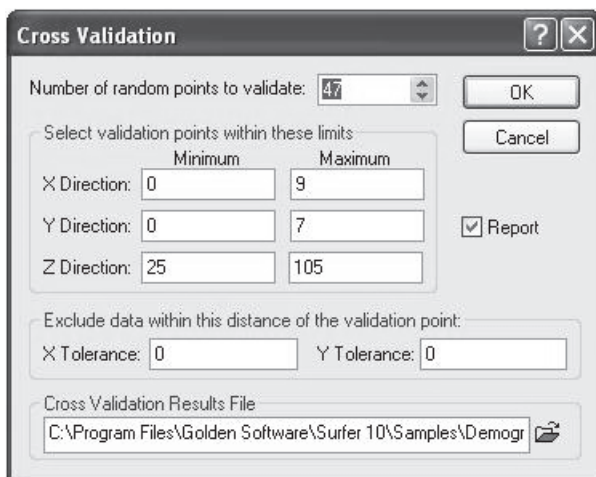 Cross Validation
Number of random points to validate: 47
OK
Cancel
Select validation points within these limits
Minimum Maximum
X Direction: 0 9
Y Direction: 0 7
Z Direction: 25 105
Report
Exclude data within this distance of the validation point:
X Tolerance: 0 Y Tolerance: 0
Cross Validation Results File
C:\Program Files\Golden Software\Surfer 10\Samples\Demogr